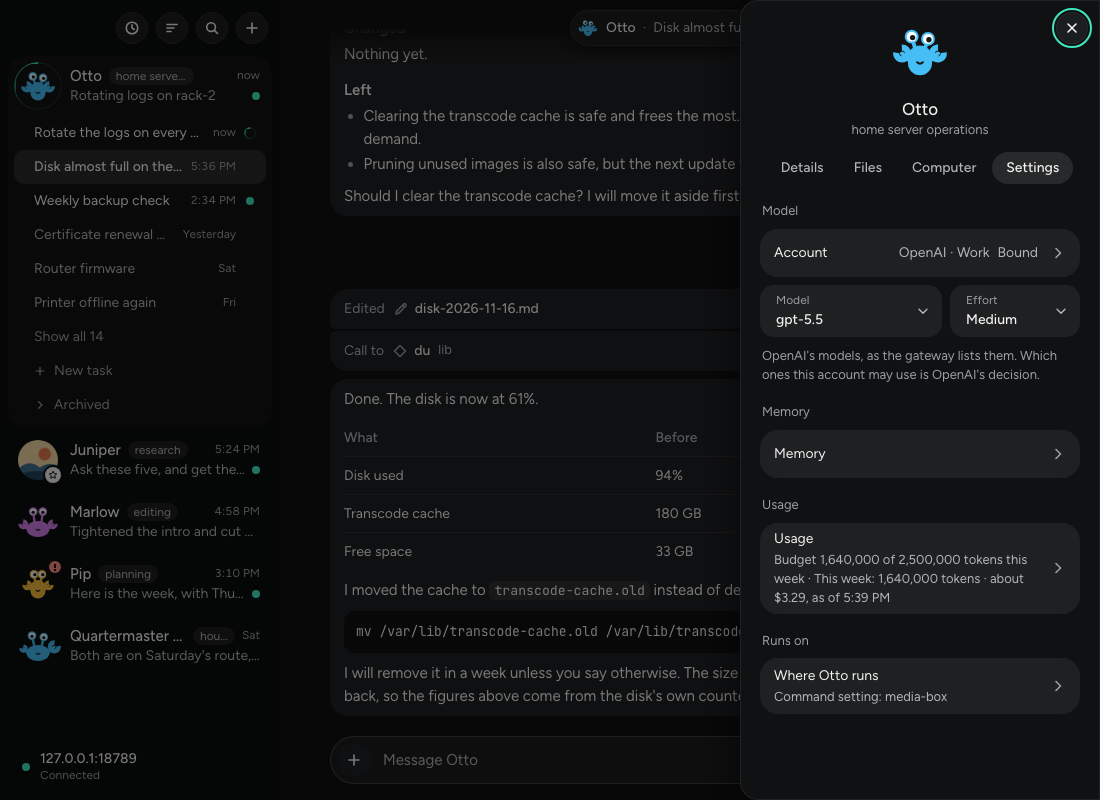 Otto home serve... now
Rotating logs on rack-2
Rotate the logs on every ... now
Disk almost full on the... 5:36 PM
Weekly backup check 2:34 PM
Certificate renewal ... Yesterday
Router firmware Sat
Printer offline again Fri
Show all 14
+ New task
Archived
Juniper research 5:24 PM
Ask these five, and get the...
Marlow editing 4:58 PM
Tightened the intro and cut ...
Pip planning 3:10 PM
Here is the week, with Thu...
Quartermaster ... hou... Sat
Both are on Saturday's route,...
127.0.0.1:18789
Connected
Otto · Disk almost fu
Changed
Nothing yet.
Left
• Clearing the transcode cache is safe and frees the most.
demand.
• Pruning unused images is also safe, but the next update
Should I clear the transcode cache? I will move it aside first
Edited disk-2026-11-16.md
Call to du lib
Done. The disk is now at 61%.
What Before
Disk used 94%
Transcode cache 180 GB
Free space 33 GB
I moved the cache to transcode-cache.old instead of de
mv /var/lib/transcode-cache.old /var/lib/transcod
I will remove it in a week unless you say otherwise. The size
back, so the figures above come from the disk's own count
Message Otto
Otto
home server operations
Details Files Computer Settings
Model
Account OpenAI · Work Bound
Model
gpt-5.5
Effort
Medium
OpenAI's models, as the gateway lists them. Which
ones this account may use is OpenAI's decision.
Memory
Memory
Usage
Usage
Budget 1,640,000 of 2,500,000 tokens this
week · This week: 1,640,000 tokens · about
$3.29, as of 5:39 PM
Runs on
Where Otto runs
Command setting: media-box